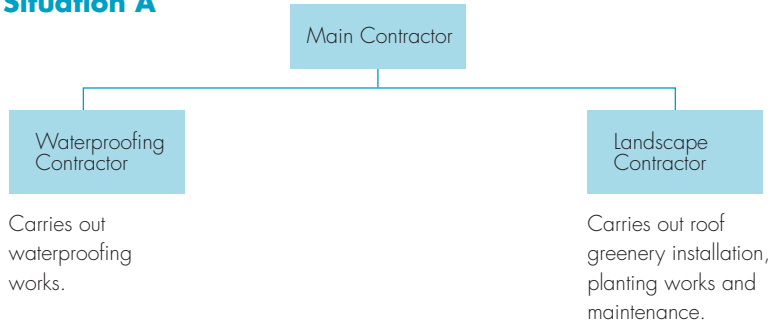 Situation A
Main Contractor
Waterproofing
Contractor
Landscape
Contractor
Carries out
waterproofing
works.
Carries out roof
greenery installation,
planting works and
maintenance.